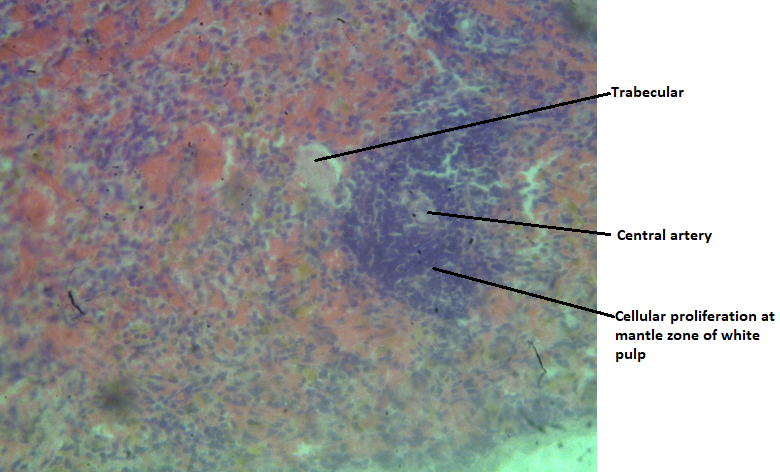 Trabecular
Central artery
Cellular proliferation at
mantle zone of white
pulp